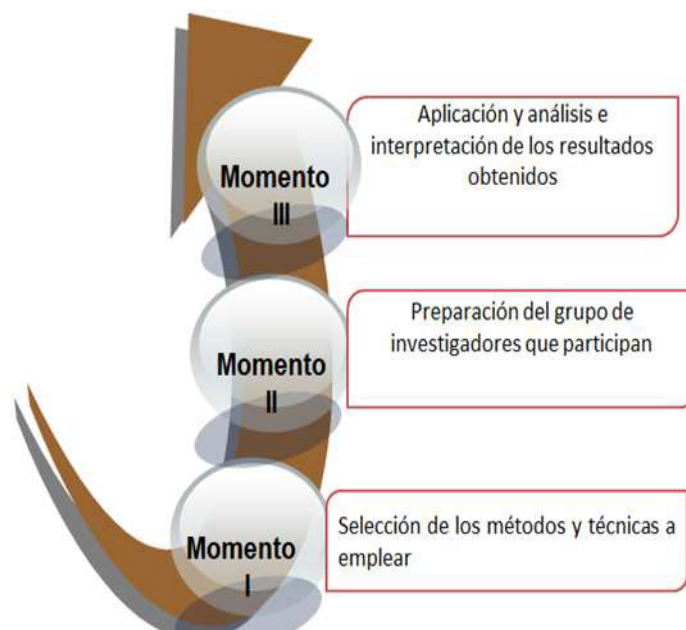 Momento
III
Aplicación y análisis e
interpretación de los resultados
obtenidos
Momento
II
Preparación del grupo de
investigadores que participan
Momento
I
Selección de los métodos y técnicas a
emplear